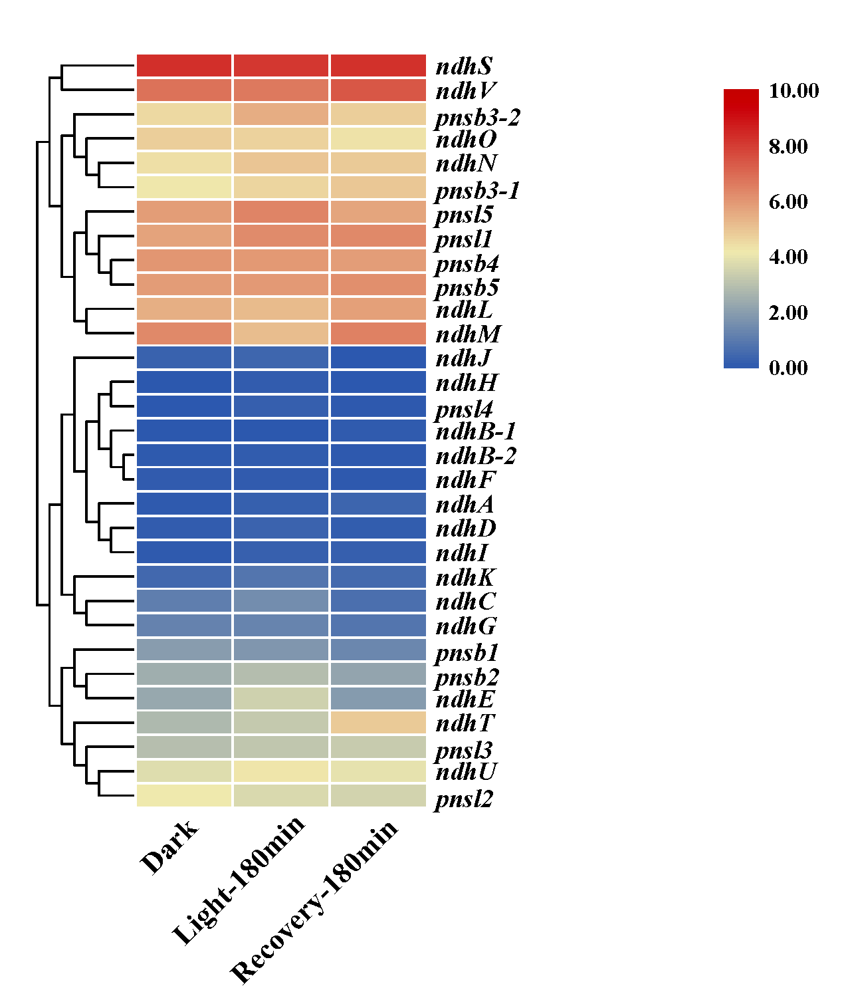 ndhS
ndhV
pnsb3-2
ndhO
ndhN
pnsb3-1
pnsl5
pnsl1
pnsb4
pnsb5
ndhL
ndhM
ndhJ
ndhH
pnsl4
ndhB-1
ndhB-2
ndhF
ndhA
ndhD
ndhI
ndhK
ndhC
ndhG
pnsb1
pnsb2
ndhE
ndhT
pnsl3
ndhU
pnsl2
Dark
Light-180min
Recovery-180min
10.00
8.00
6.00
4.00
2.00
0.00